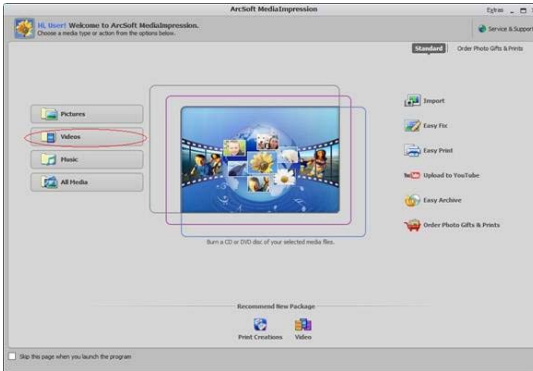 ArcSoft MediaImpression
Extras
Hi, User! Welcome to ArcSoft MediaImpression.
Choose a media type or action from the options below.
Service & Support
Standard
Order Photo Gifts & Prints
Pictures
Videos
Music
All Media
Import
Easy Fix
Easy Print
Upload to YouTube
Easy Archive
Order Photo Gifts & Prints
Burn a CD or DVD disc of your selected media files.
Recommend New Package
Print Creations
Video
Skip this page when you launch the program